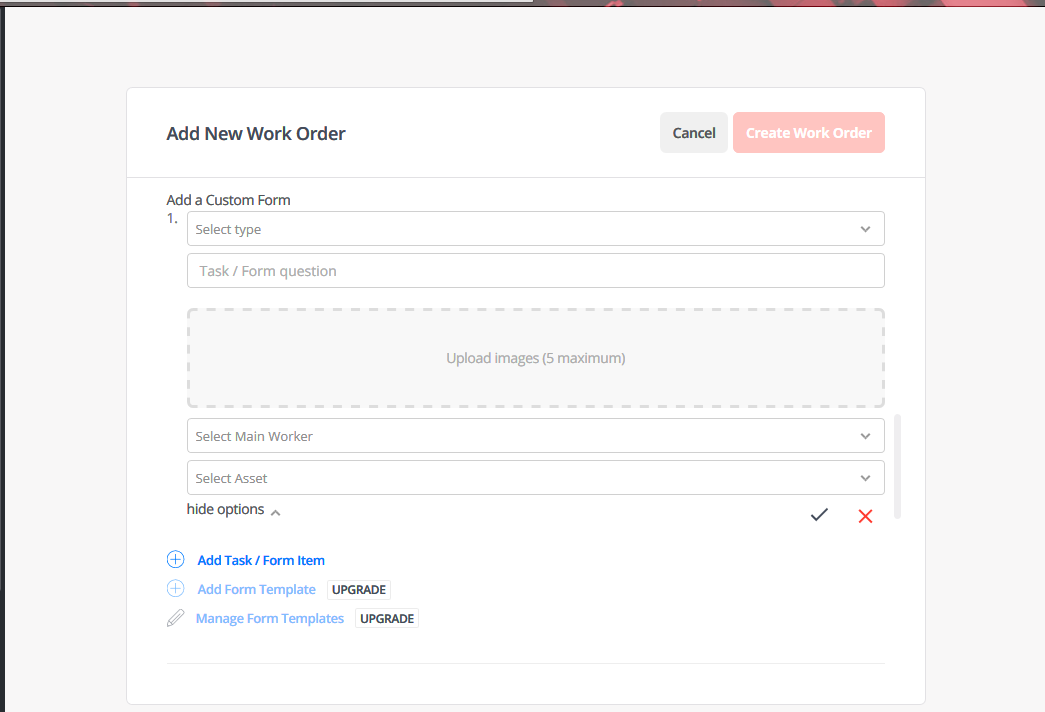 Add New Work Order
Cancel
Create Work Order
Add a Custom Form
1.
Select type
Task / Form question
Upload images (5 maximum)
Select Main Worker
Select Asset
hide options
Add Task / Form Item
Add Form Template UPGRADE
Manage Form Templates UPGRADE